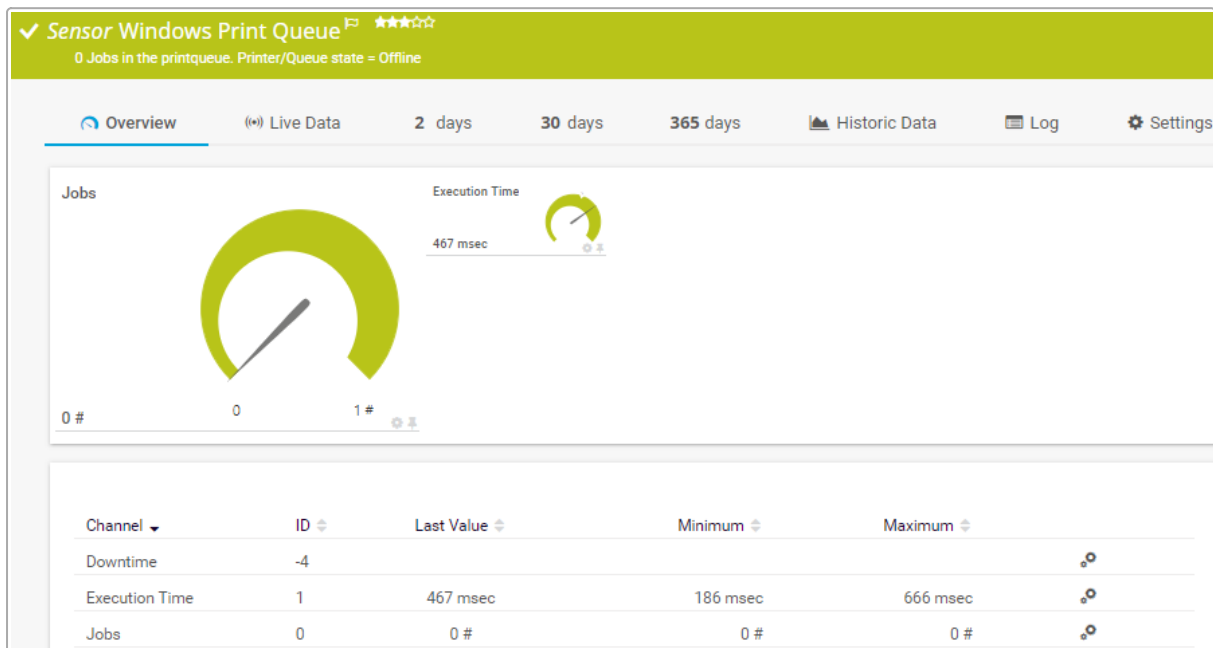 Sensor Windows Print Queue
0 Jobs in the printqueue. Printer/Queue state = Offline
Overview Live Data 2 days 30 days 365 days Historic Data Log Settings
Jobs
Execution Time
467 msec
0 1 #
0 #
Channel ID Last Value Minimum Maximum
Downtime -4
Execution Time 1 467 msec 186 msec 666 msec
Jobs 0 0 # 0 # 0 #